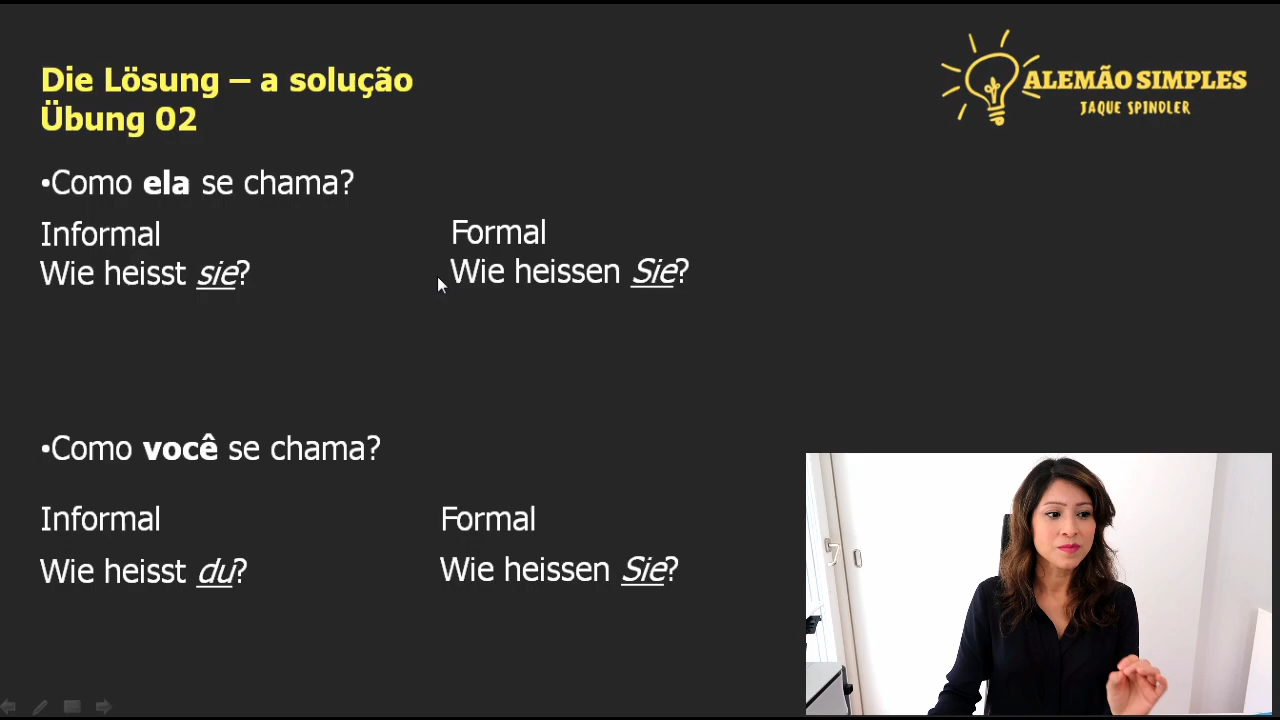 Die Lösung – a solução
Übung 02
ALEMÃO SIMPLES
JAQUE SPINDLER
•Como ela se chama?
Informal
Wie heisst sie?
Formal
Wie heissen Sie?
•Como você se chama?
Informal
Wie heisst du?
Formal
Wie heissen Sie?